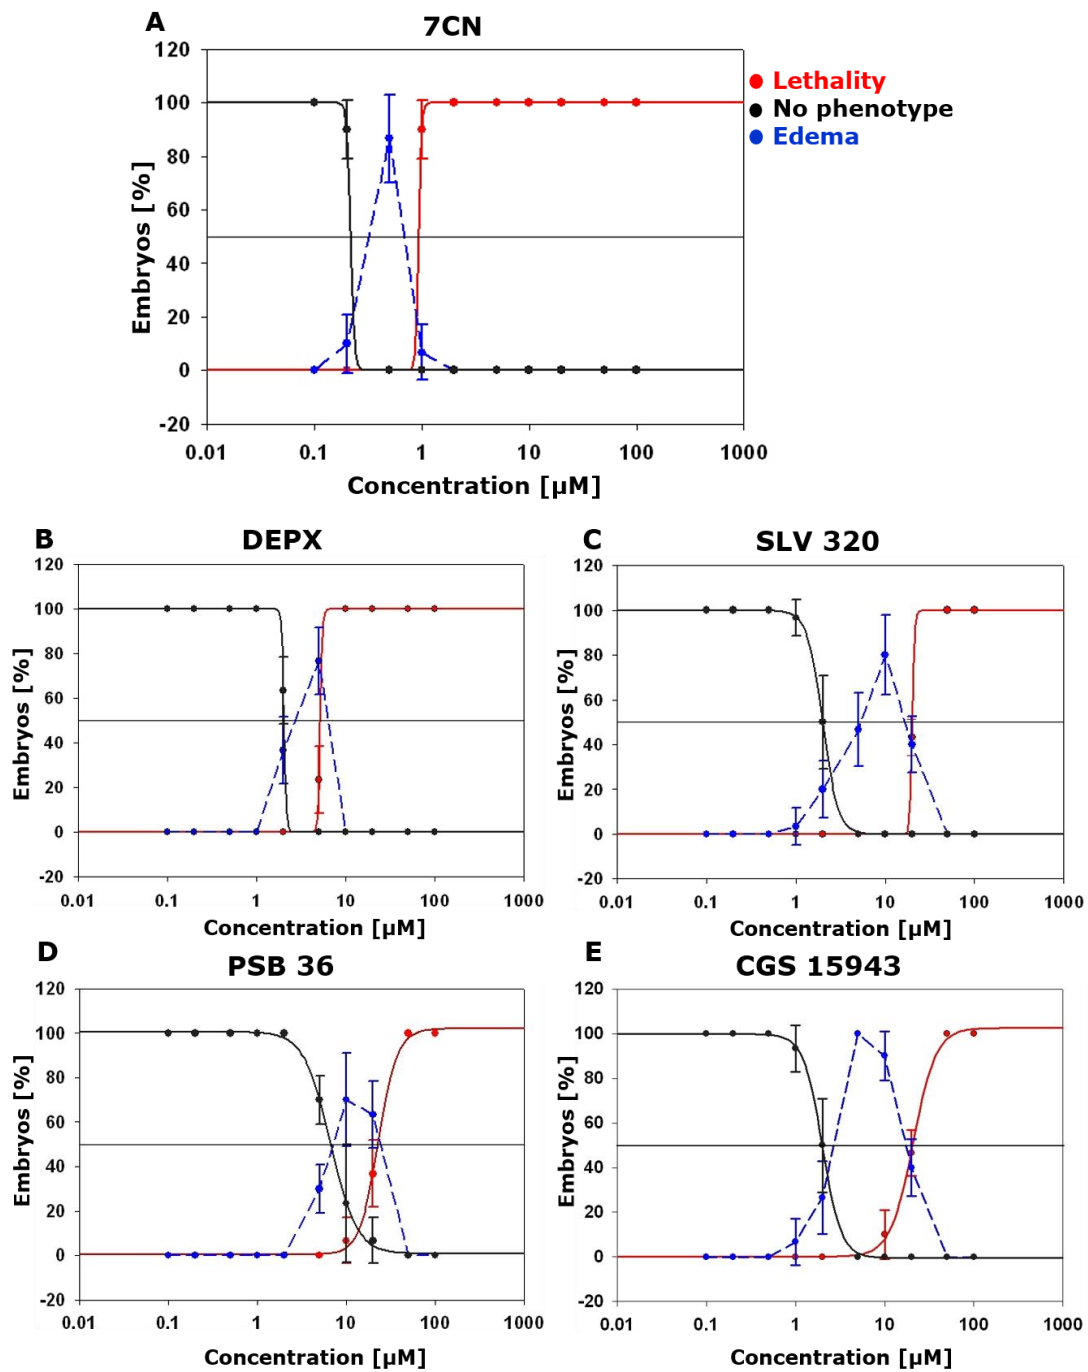 A
7CN
120
100
80
60
40
20
0
-20
Embryos [%]
0.01 0.1 1 10 100 1000
Concentration [µM]
Lethality
No phenotype
Edema
B
DEPX
120
100
80
60
40
20
0
-20
Embryos [%]
0.01 0.1 1 10 100 1000
Concentration [µM]
C
SLV 320
120
100
80
60
40
20
0
-20
Embryos [%]
0.01 0.1 1 10 100 1000
Concentration [µM]
D
PSB 36
120
100
80
60
40
20
0
-20
Embryos [%]
0.01 0.1 1 10 100 1000
Concentration [µM]
E
CGS 15943
120
100
80
60
40
20
0
-20
Embryos [%]
0.01 0.1 1 10 100 1000
Concentration [µM]